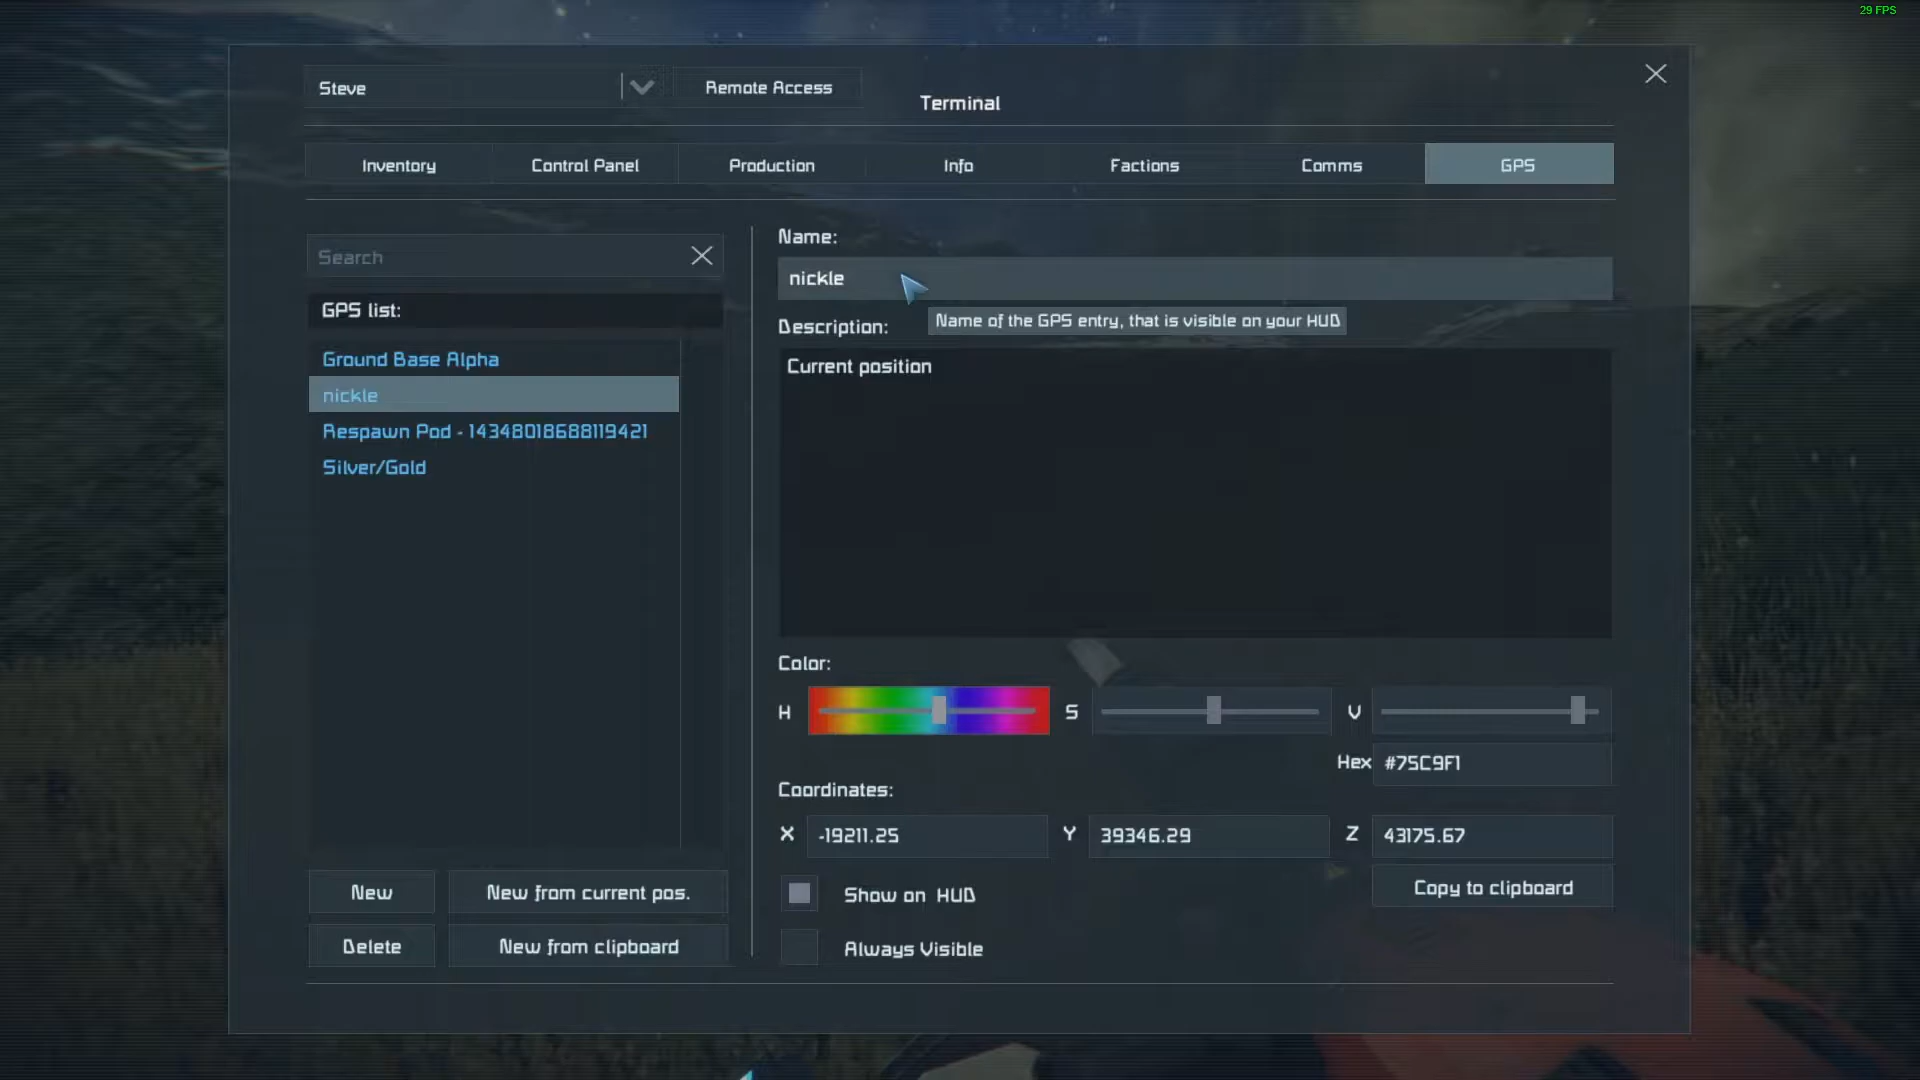 29 FPS
Steve
Remote Access
Terminal
Inventory
Control Panel
Production
Info
Factions
Comms
GPS
Search
GPS list:
Ground Base Alpha
nickle
Respawn Pod - 14348018688119421
Silver/Gold
New
New from current pos.
Delete
New from clipboard
Name:
nickle
Name of the GPS entry, that is visible on your HUD
Description:
Current position
Color:
H
S
V
Hex #75C9F1
Coordinates:
X -19211.25
Y 39346.29
Z 43175.67
Show on HUD
Copy to clipboard
Always Visible